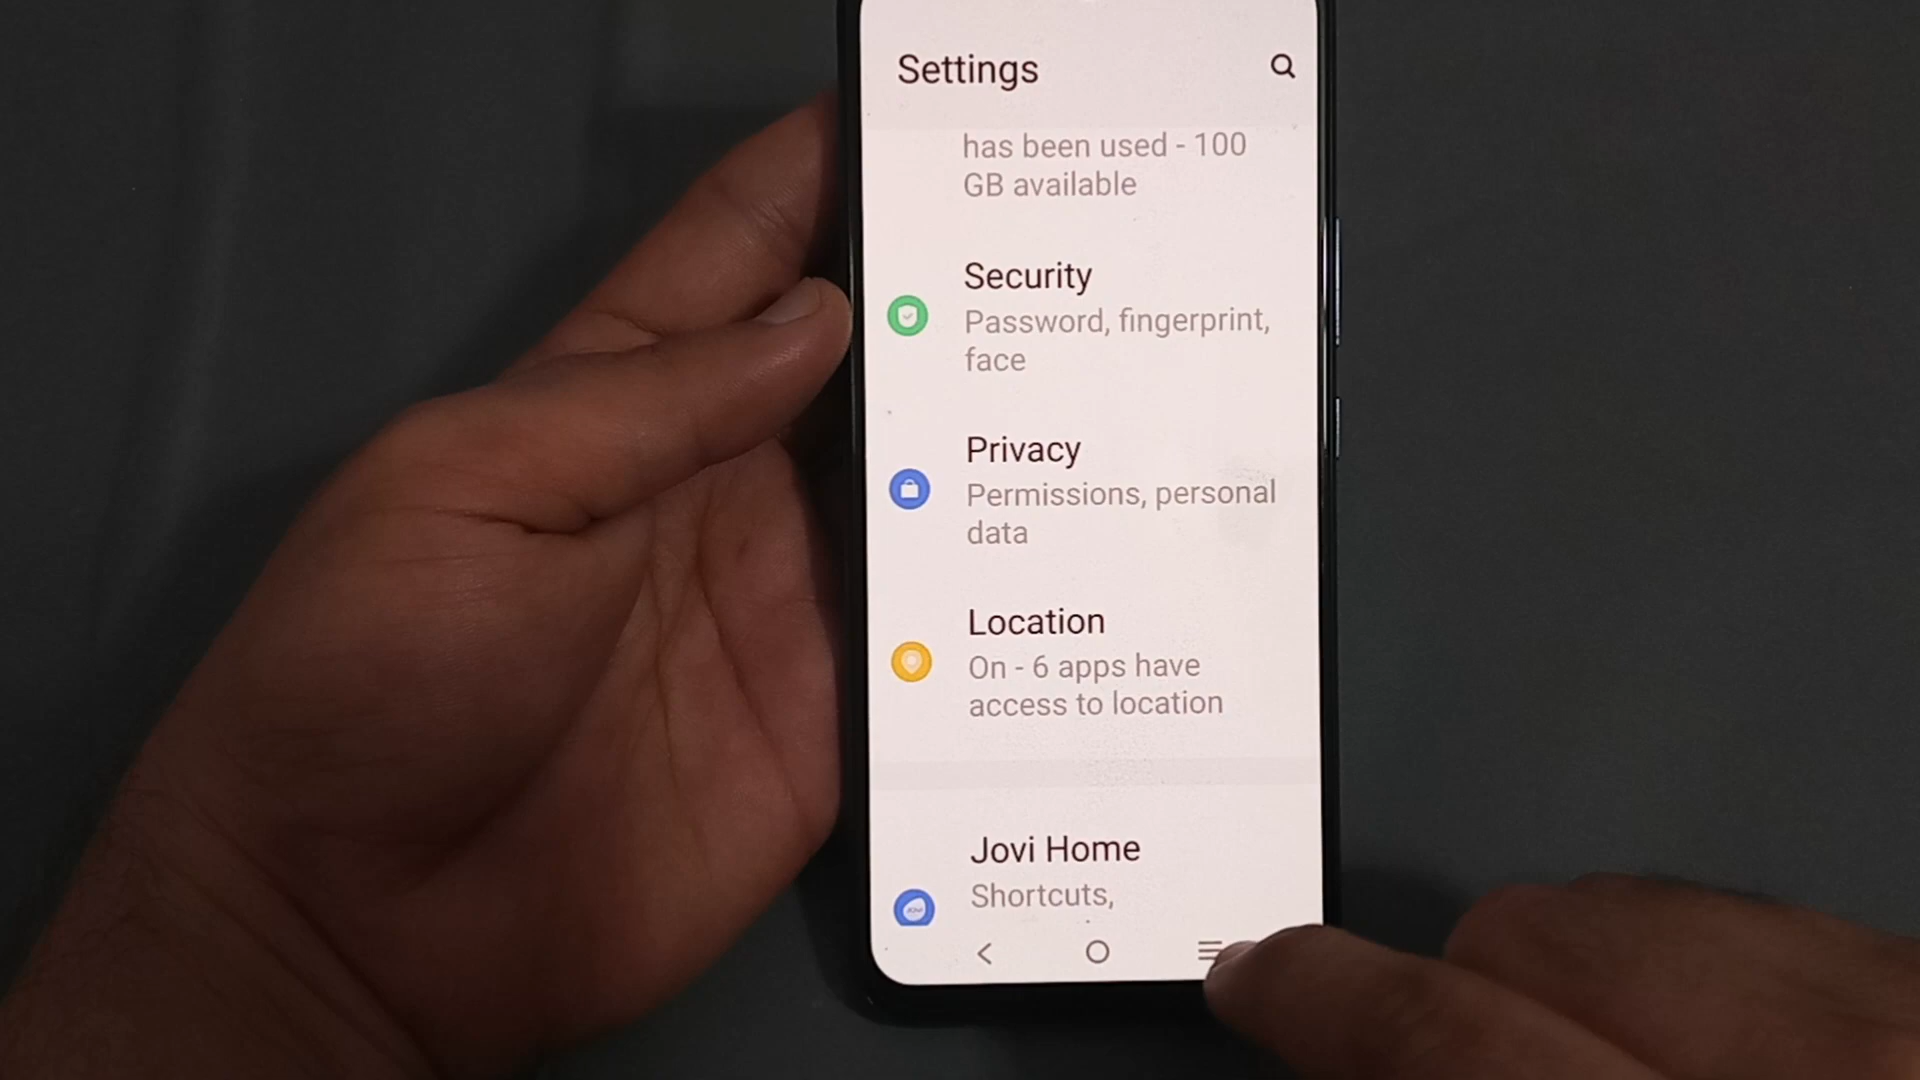 Settings
has been used - 100
GB available
Security
Password, fingerprint,
face
Privacy
Permissions, personal
data
Location
On - 6 apps have
access to location
Jovi Home
Shortcuts,